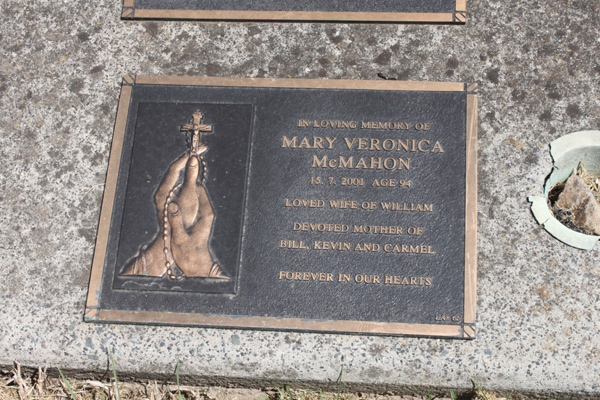 IN LOVING MEMORY OF
MARY VERONICA
McMAHON
15. 7. 2001 AGE 94
LOVED WIFE OF WILLIAM
DEVOTED MOTHER OF
BILL, KEVIN AND CARMEL
FOREVER IN OUR HEARTS